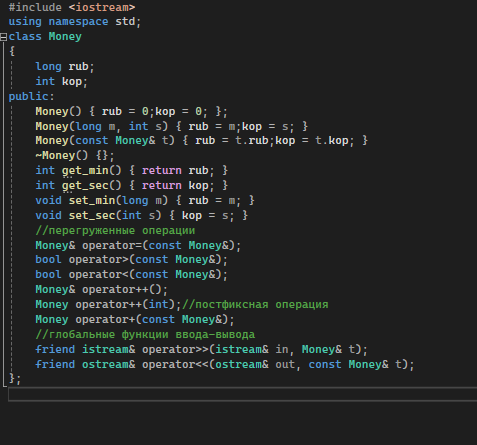 #include <iostream>
using namespace std;
class Money
{
long rub;
int kop;
public:
Money() { rub = 0;kop = 0; };
Money(long m, int s) { rub = m;kop = s; }
Money(const Money& t) { rub = t.rub;kop = t.kop; }
~Money() {};
int get_min() { return rub; }
int get_sec() { return kop; }
void set_min(long m) { rub = m; }
void set_sec(int s) { kop = s; }
//перегруженные операции
Money& operator=(const Money&);
bool operator>(const Money&);
bool operator<(const Money&);
Money& operator++();
Money operator++(int);//постфиксная операция
Money operator+(const Money&);
//глобальные функции ввода-вывода
friend istream& operator>>(istream& in, Money& t);
friend ostream& operator<<(ostream& out, const Money& t);
};